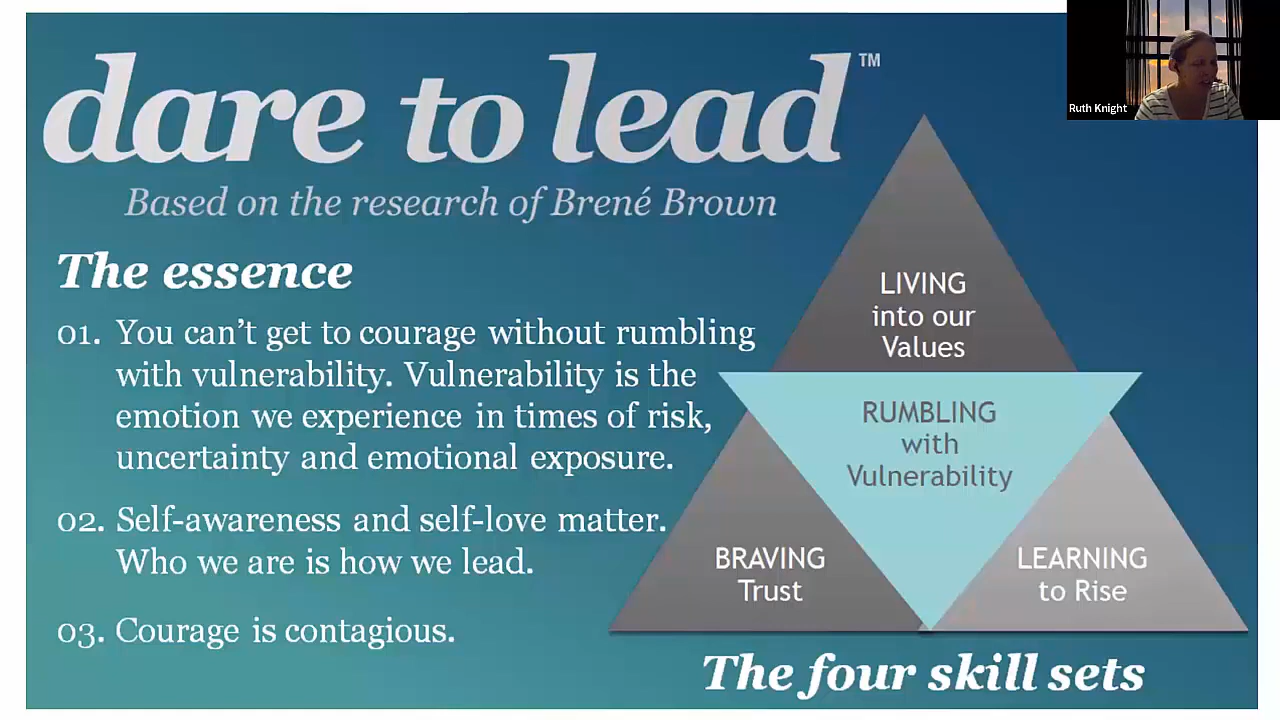 dare to lead™
Based on the research of Brené Brown
The essence
01. You can't get to courage without rumbling
with vulnerability. Vulnerability is the
emotion we experience in times of risk,
uncertainty and emotional exposure.
02. Self-awareness and self-love matter.
Who we are is how we lead.
03. Courage is contagious.
Ruth Knight
LIVING
into our
Values
RUMBLING
with
Vulnerability
BRAVING
Trust
LEARNING
to Rise
The four skill sets